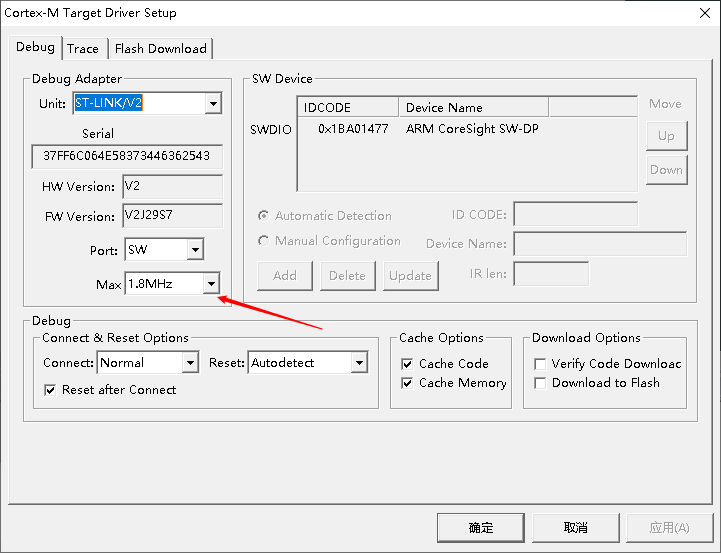 Cortex-M Target Driver Setup
Debug Trace Flash Download
Debug Adapter
Unit: ST-LINK/V2
Serial
37FF6C064E58373446362543
HW Version: V2
FW Version: V2J29S7
Port: SW
Max 1.8MHz
SW Device
IDCODE Device Name
SWDIO 0x1BA01477 ARM CoreSight SW-DP
Move
Up
Down
Automatic Detection ID CODE:
Manual Configuration Device Name:
Add Delete Update IR len:
Debug
Connect & Reset Options
Connect: Normal Reset: Autodetect
Reset after Connect
Cache Options
Cache Code
Cache Memory
Download Options
Verify Code Downloac
Download to Flash
确定 取消 应用(A)